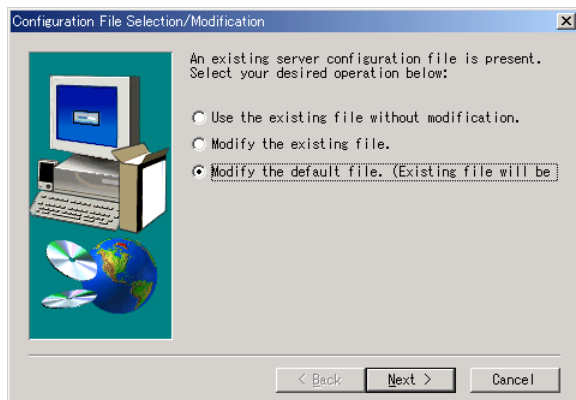 Configuration File Selection/Modification
An existing server configuration file is present.
Select your desired operation below:
Use the existing file without modification.
Modify the existing file.
Modify the default file. (Existing file will be
< Back
Next >
Cancel